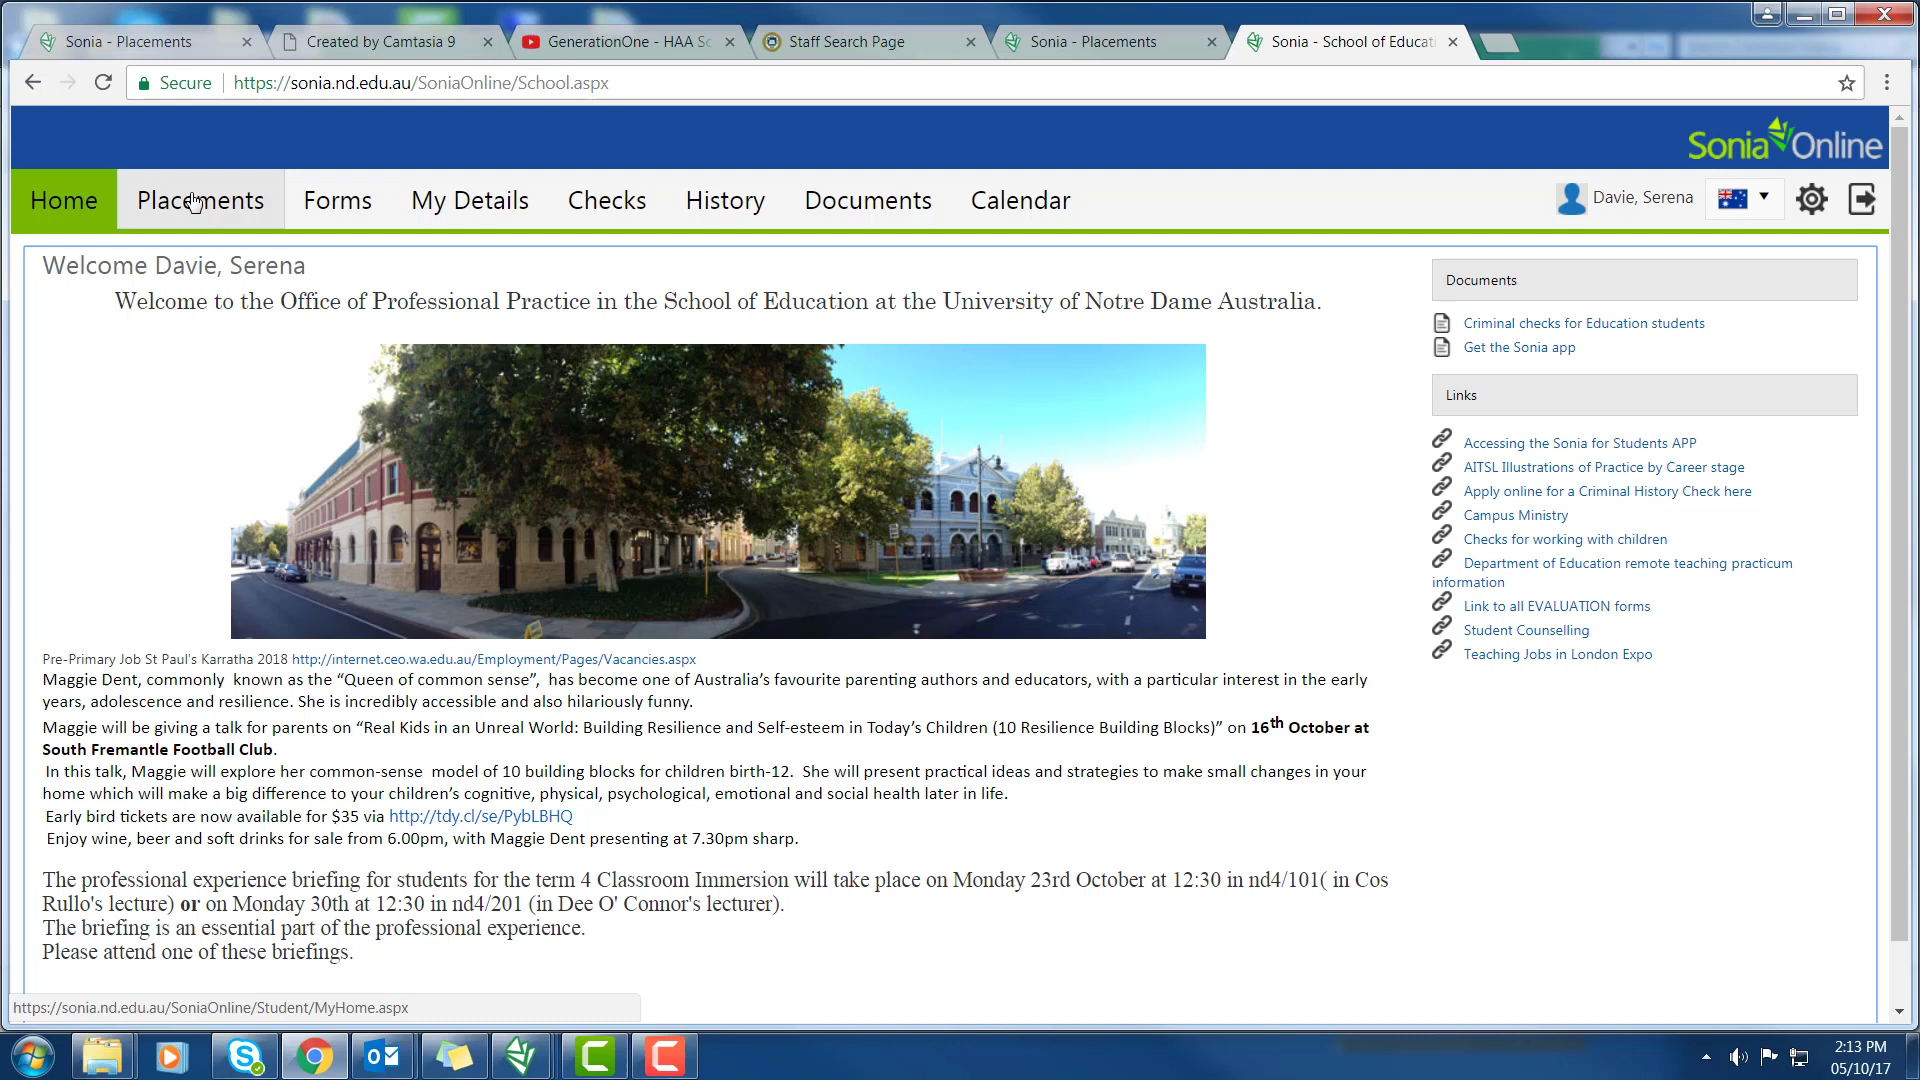 Sonia - Placements
Created by Camtasia 9
GenerationOne - HAA Sc
Staff Search Page
Sonia - Placements
Sonia - School of Educati
Secure
https://sonia.nd.edu.au/SoniaOnline/School.aspx
Sonia Online
Home
Placements
Forms
My Details
Checks
History
Documents
Calendar
Davie, Serena
Welcome Davie, Serena
Welcome to the Office of Professional Practice in the School of Education at the University of Notre Dame Australia.
Pre-Primary Job St Paul's Karratha 2018 http://internet.ceo.wa.edu.au/Employment/Pages/Vacancies.aspx
Maggie Dent, commonly known as the “Queen of common sense”, has become one of Australia’s favourite parenting authors and educators, with a particular interest in the early
years, adolescence and resilience. She is incredibly accessible and also hilariously funny.
Maggie will be giving a talk for parents on “Real Kids in an Unreal World: Building Resilience and Self-esteem in Today’s Children (10 Resilience Building Blocks)” on 16th October at
South Fremantle Football Club.
In this talk, Maggie will explore her common-sense model of 10 building blocks for children birth-12. She will present practical ideas and strategies to make small changes in your
home which will make a big difference to your children’s cognitive, physical, psychological, emotional and social health later in life.
Early bird tickets are now available for $35 via http://tdy.cl/se/PybLBHQ
Enjoy wine, beer and soft drinks for sale from 6.00pm, with Maggie Dent presenting at 7.30pm sharp.
The professional experience briefing for students for the term 4 Classroom Immersion will take place on Monday 23rd October at 12:30 in nd4/101( in Cos
Rullo's lecture) or on Monday 30th at 12:30 in nd4/201 (in Dee O' Connor's lecturer).
The briefing is an essential part of the professional experience.
Please attend one of these briefings.
Documents
Criminal checks for Education students
Get the Sonia app
Links
Accessing the Sonia for Students APP
AITSL Illustrations of Practice by Career stage
Apply online for a Criminal History Check here
Campus Ministry
Checks for working with children
Department of Education remote teaching practicum
information
Link to all EVALUATION forms
Student Counselling
Teaching Jobs in London Expo
https://sonia.nd.edu.au/SoniaOnline/Student/MyHome.aspx
2:13 PM
05/10/17